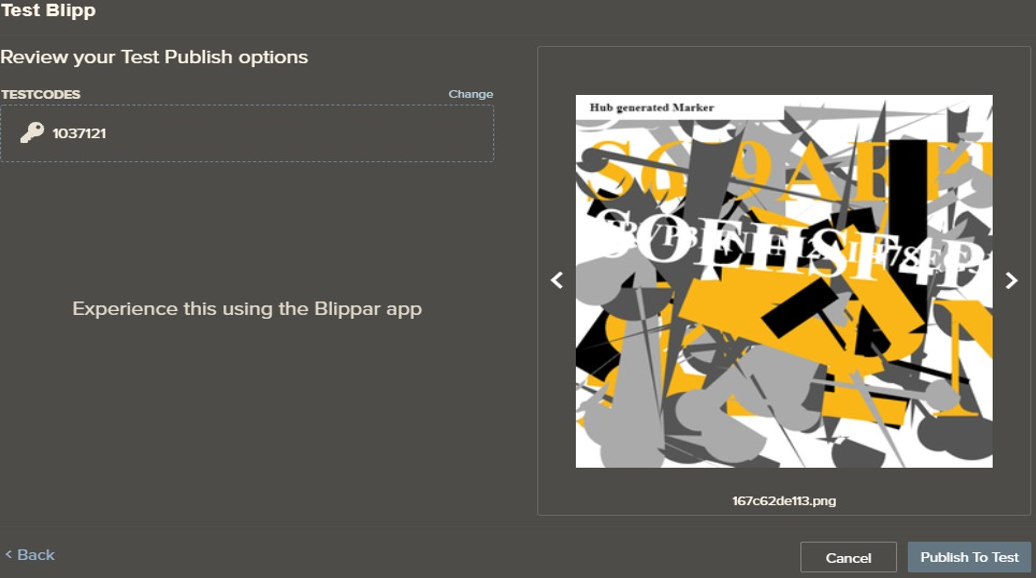 Test Blipp
Review your Test Publish options
TESTCODES
Change
1037121
Experience this using the Blippar app
Hub generated Marker
SOEHSF4P
167c62de113.png
< Back
Cancel
Publish To Test